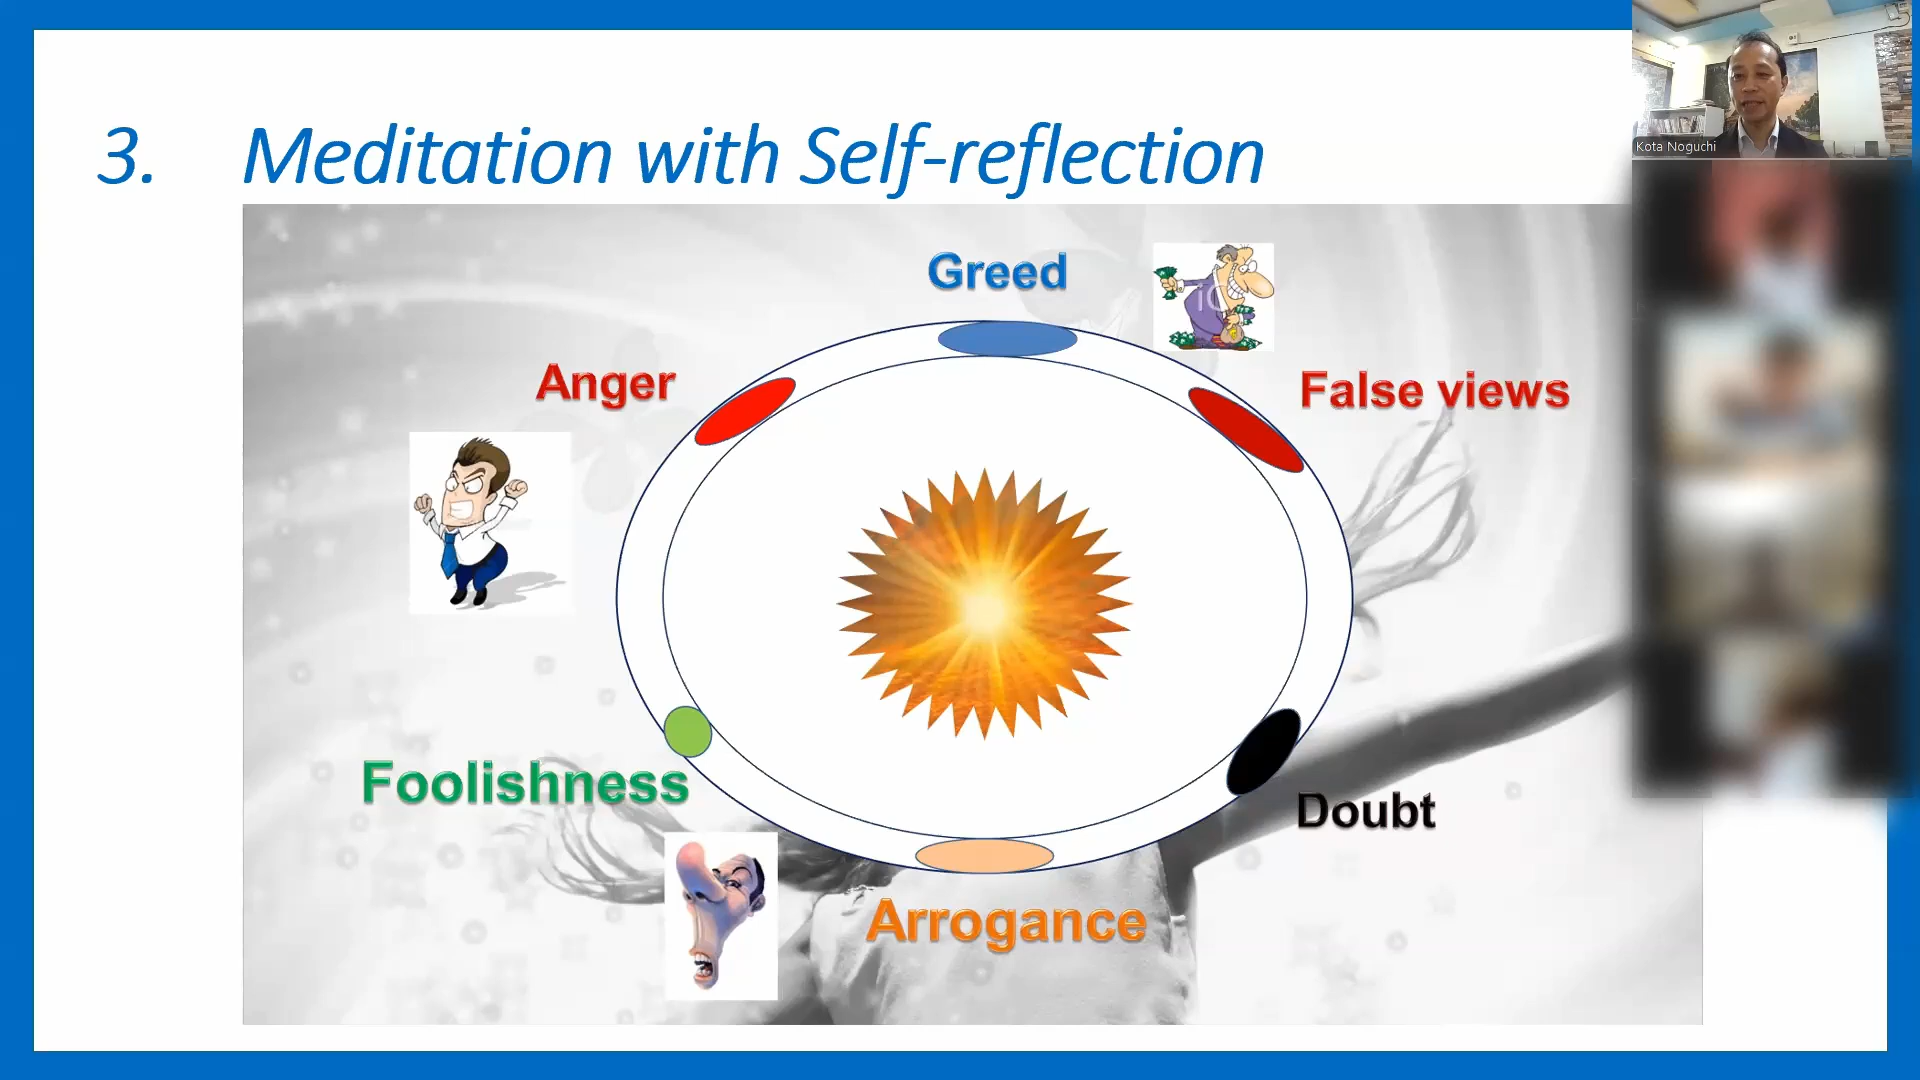 3. Meditation with Self-reflection
Kota Noguchi
Greed
Anger
False views
Foolishness
Doubt
Arrogance